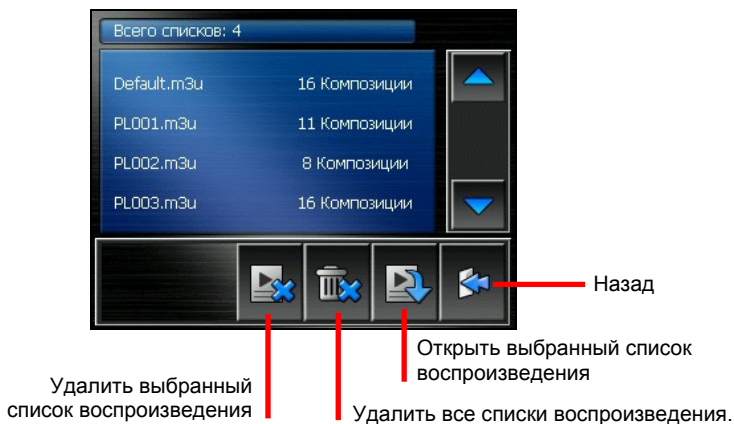 Всего списков: 4
Default.m3u 16 Композиции
PL001.m3u 11 Композиции
PL002.m3u 8 Композиции
PL003.m3u 16 Композиции
Назад
Открыть выбранный список
воспроизведения
Удалить выбранный
список воспроизведения
Удалить все списки воспроизведения.